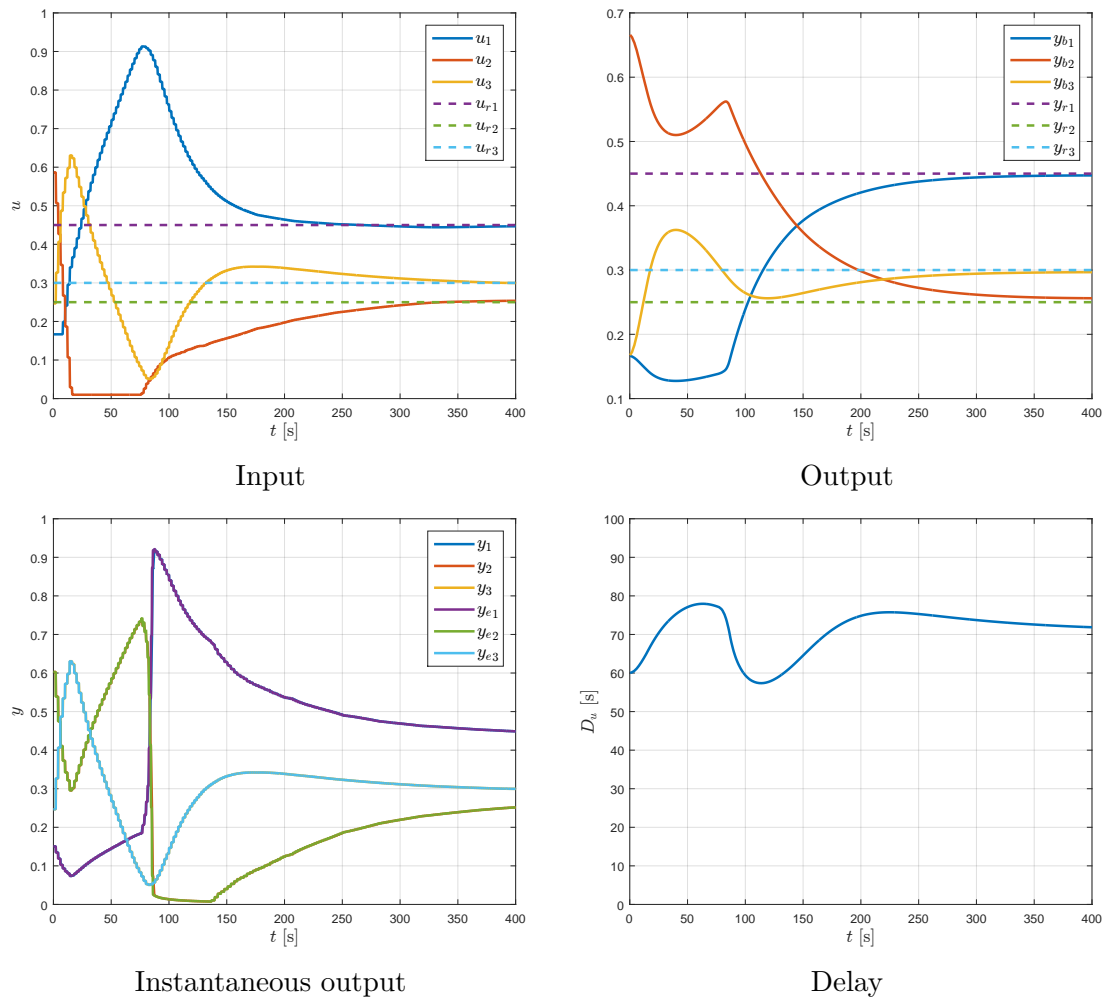 1
0.9
0.8
0.7
0.6
0.5
0.4
0.3
0.2
0.1
0
u
0 50 100 150 200 250 300 350 400
t [s]
u1
u2
u3
ur1
ur2
ur3
Input
0.7
0.6
0.5
0.4
0.3
0.2
0.1
0 50 100 150 200 250 300 350 400
t [s]
yb1
yb2
yb3
yr1
yr2
yr3
Output
1
0.9
0.8
0.7
0.6
0.5
0.4
0.3
0.2
0.1
0
y
0 50 100 150 200 250 300 350 400
t [s]
y1
y2
y3
ye1
ye2
ye3
Instantaneous output
100
90
80
70
60
50
40
30
20
10
0
Du [s]
0 50 100 150 200 250 300 350 400
t [s]
Delay